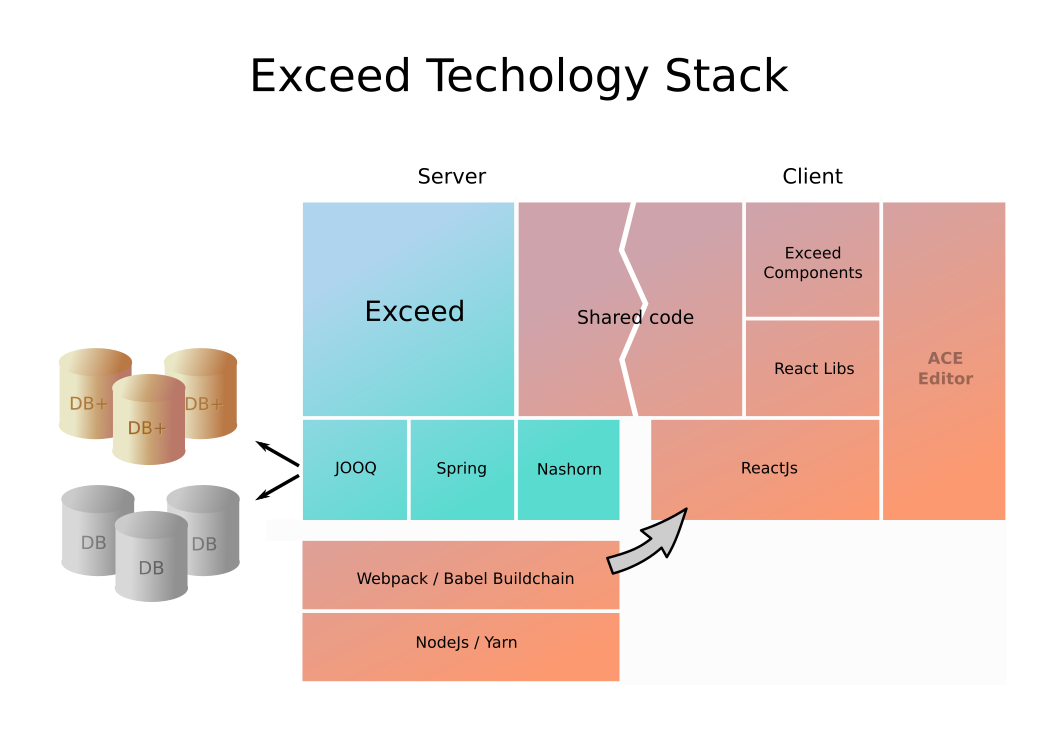 Exceed Techology Stack
Server
Client
Exceed
Shared code
Exceed
Components
React Libs
ACE
Editor
DB+
DB+
DB+
JOOQ
Spring
Nashorn
ReactJs
DB
DB
DB
Webpack / Babel Buildchain
NodeJs / Yarn